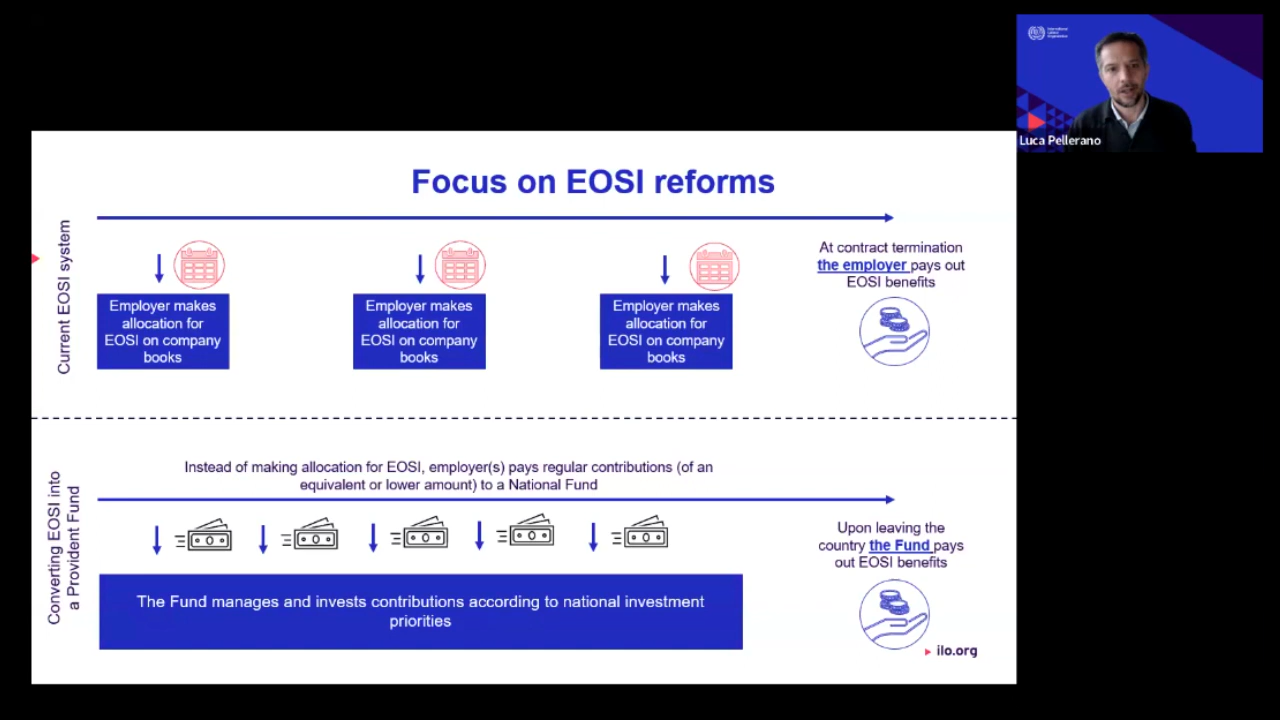 International
Labour
Organization
Luca Pellerano
Focus on EOSI reforms
Current EOSI system
Employer makes
allocation for
EOSI on company
books
Employer makes
allocation for
EOSI on company
books
Employer makes
allocation for
EOSI on company
books
At contract termination
the employer pays out
EOSI benefits
Converting EOSI into
a Provident Fund
Instead of making allocation for EOSI, employer(s) pays regular contributions (of an
equivalent or lower amount) to a National Fund
The Fund manages and invests contributions according to national investment
priorities
Upon leaving the
country the Fund pays
out EOSI benefits
ilo.org